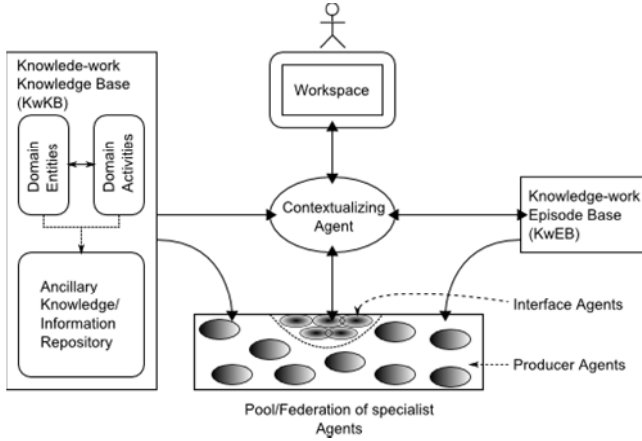 Knowlede-work
Knowledge Base
(KwKB)
Domain
Entities
Domain
Activities
Ancillary
Knowledge/
Information
Repository
Workspace
Contextualizing
Agent
Knowledge-work
Episode Base
(KwEB)
Interface Agents
Producer Agents
Pool/Federation of specialist
Agents